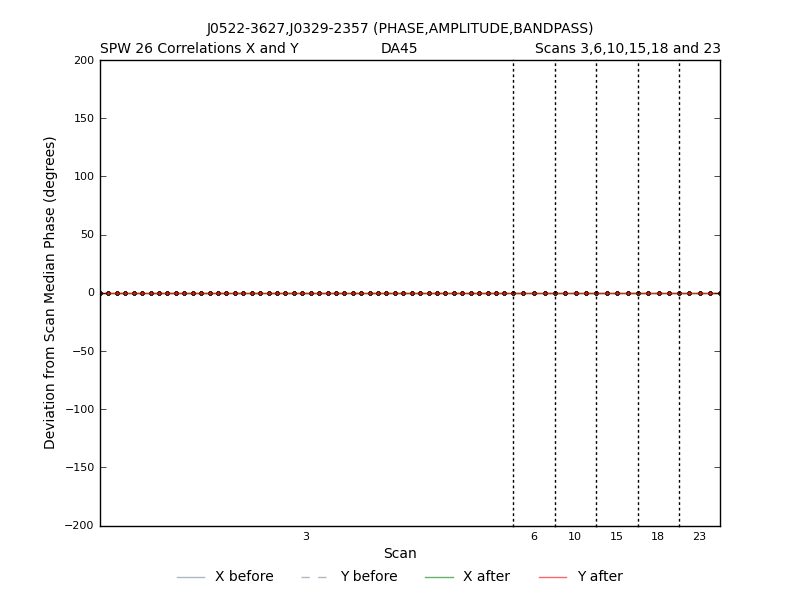 J0522-3627,J0329-2357 (PHASE,AMPLITUDE,BANDPASS)
SPW 26 Correlations X and Y DA45 Scans 3,6,10,15,18 and 23
200
150
100
50
0
−50
−100
−150
−200
Deviation from Scan Median Phase (degrees)
3 6 10 15 18 23
Scan
X before Y before X after Y after